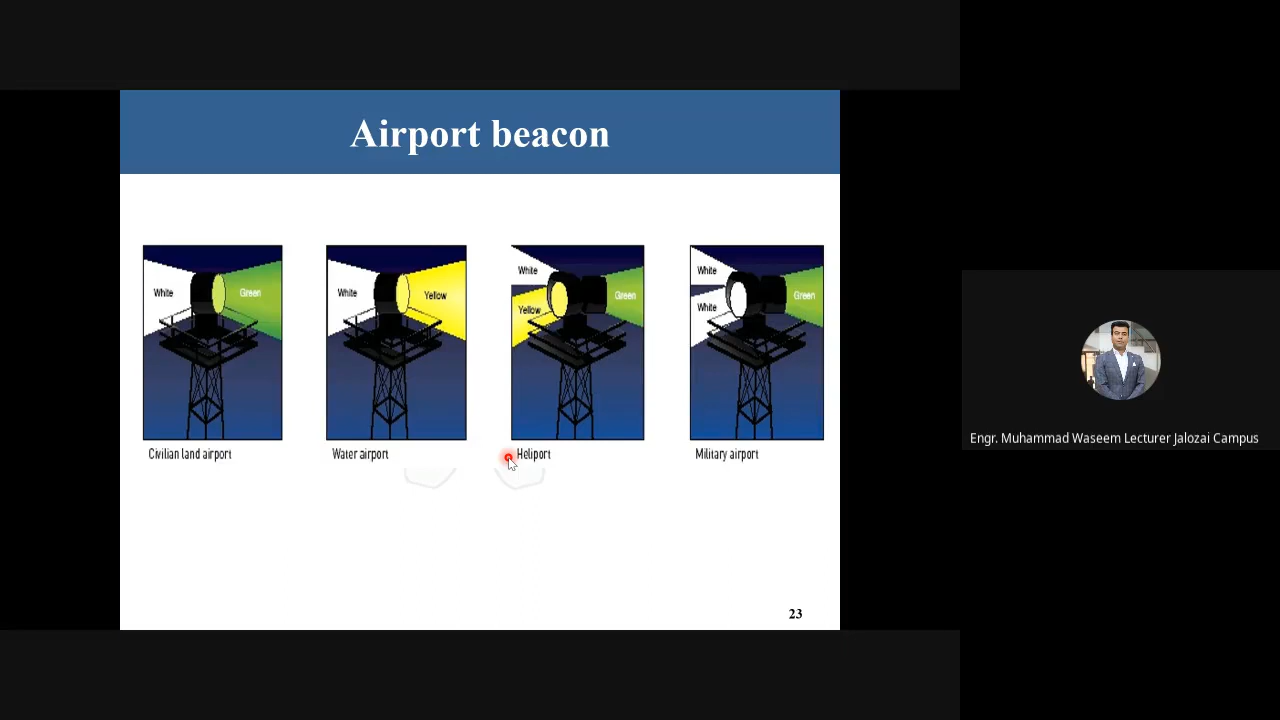 Airport beacon
White
Green
White
Yellow
White
Yellow
Green
White
White
Green
Civilian land airport
Water airport
Heliport
Military airport
23
Engr. Muhammad Waseem Lecturer Jalozai Campus